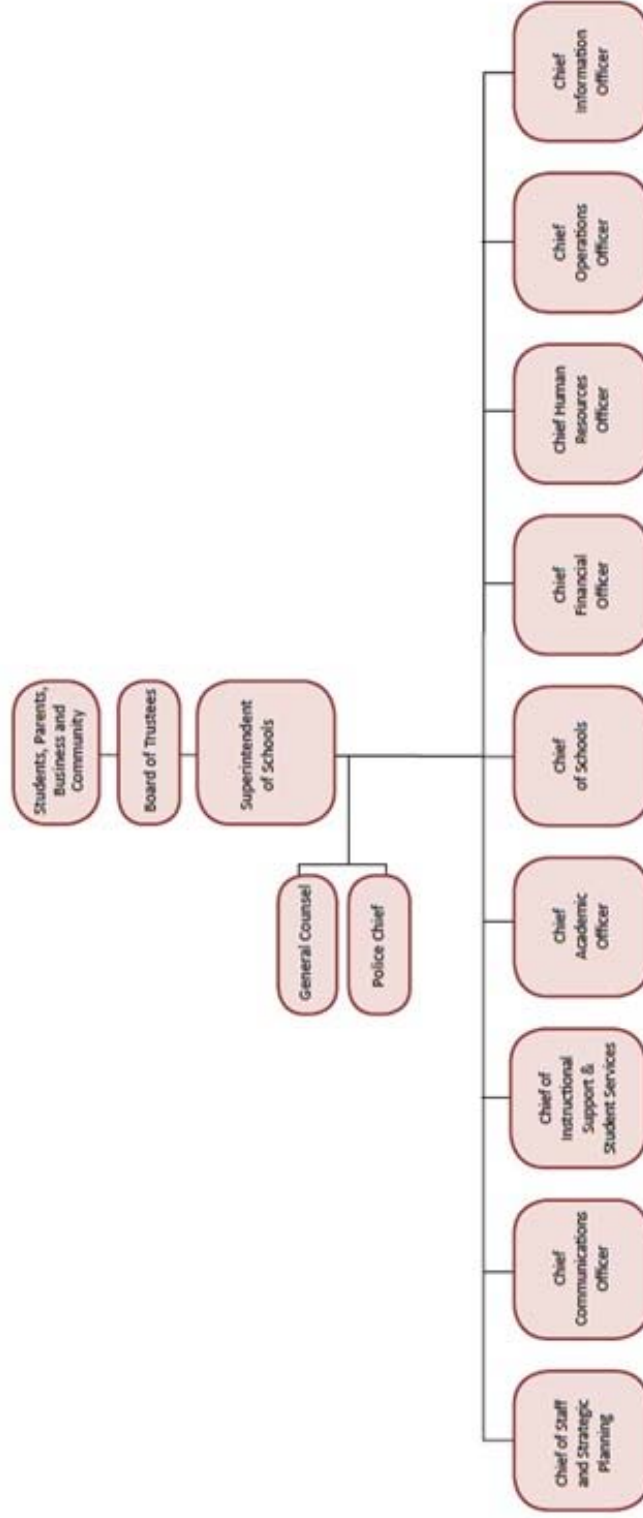 Students, Parents,
Business and
Community
Board of Trustees
Superintendent
of Schools
General Counsel
Police Chief
Chief of Staff
and Strategic
Planning
Chief
Communications
Officer
Chief of
Instructional
Support &
Student Services
Chief
Academic
Officer
Chief
of Schools
Chief
Financial
Officer
Chief Human
Resources
Officer
Chief
Operations
Officer
Chief
Information
Officer